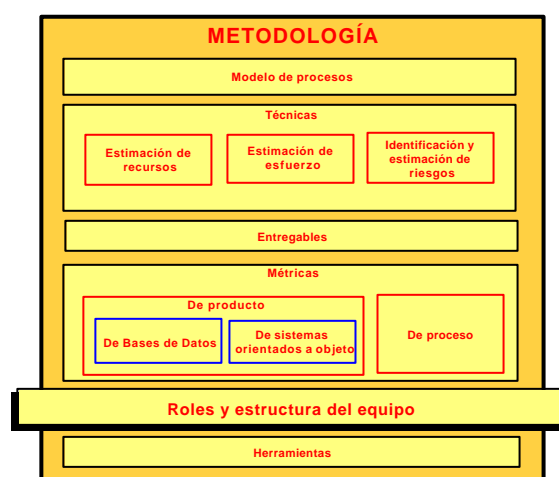 METODOLOGÍA
Modelo de procesos
Técnicas
Estimación de
recursos
Estimación de
esfuerzo
Identificación y
estimación de
riesgos
Entregables
Métricas
De producto
De Bases de Datos
De sistemas
orientados a objeto
De proceso
Roles y estructura del equipo
Herramientas